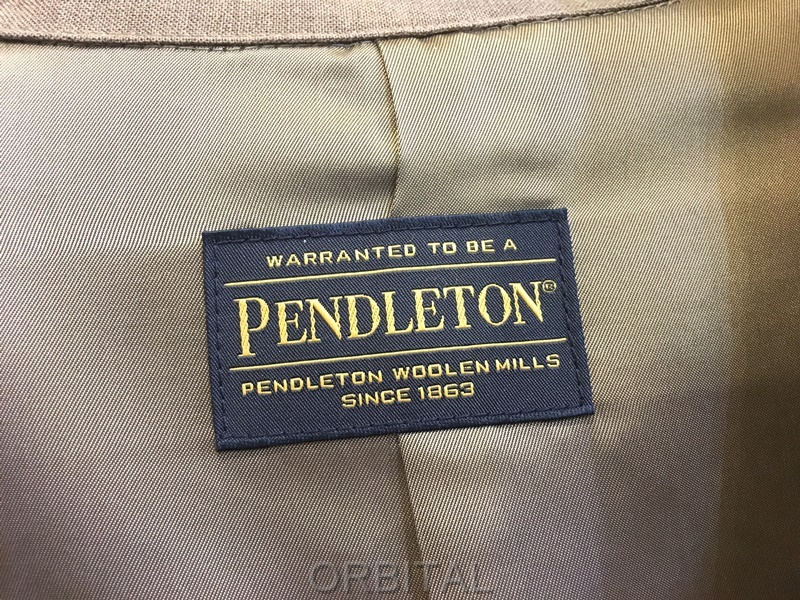 WARRANTED TO BE A
PENDLETON®
PENDLETON WOOLEN MILLS
SINCE 1863
ORBITAL